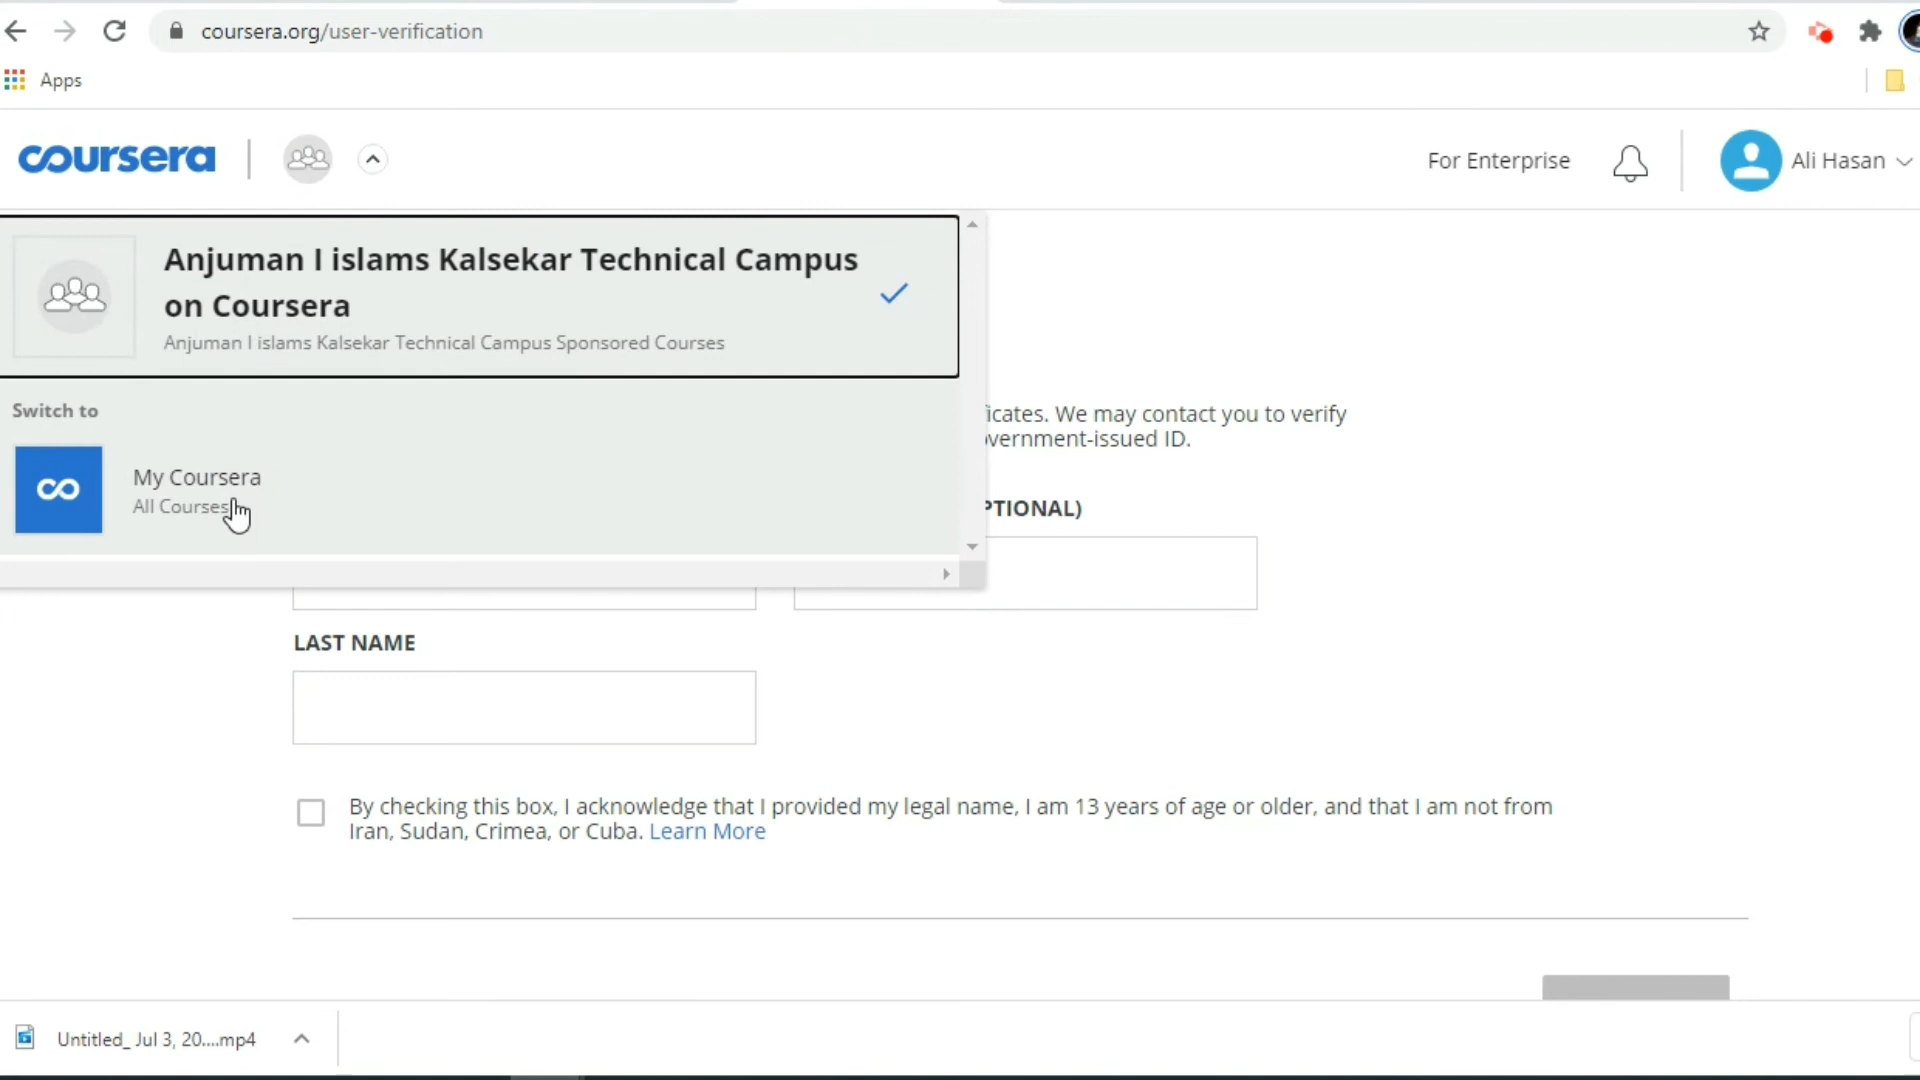 coursera.org/user-verification
Apps
coursera
For Enterprise
Ali Hasan
Anjuman I islams Kalsekar Technical Campus
on Coursera
Anjuman I islams Kalsekar Technical Campus Sponsored Courses
Switch to
My Coursera
All Courses
icates. We may contact you to verify
vernment-issued ID.
PTIONAL)
LAST NAME
By checking this box, I acknowledge that I provided my legal name, I am 13 years of age or older, and that I am not from
Iran, Sudan, Crimea, or Cuba. Learn More
Untitled_ Jul 3, 20....mp4